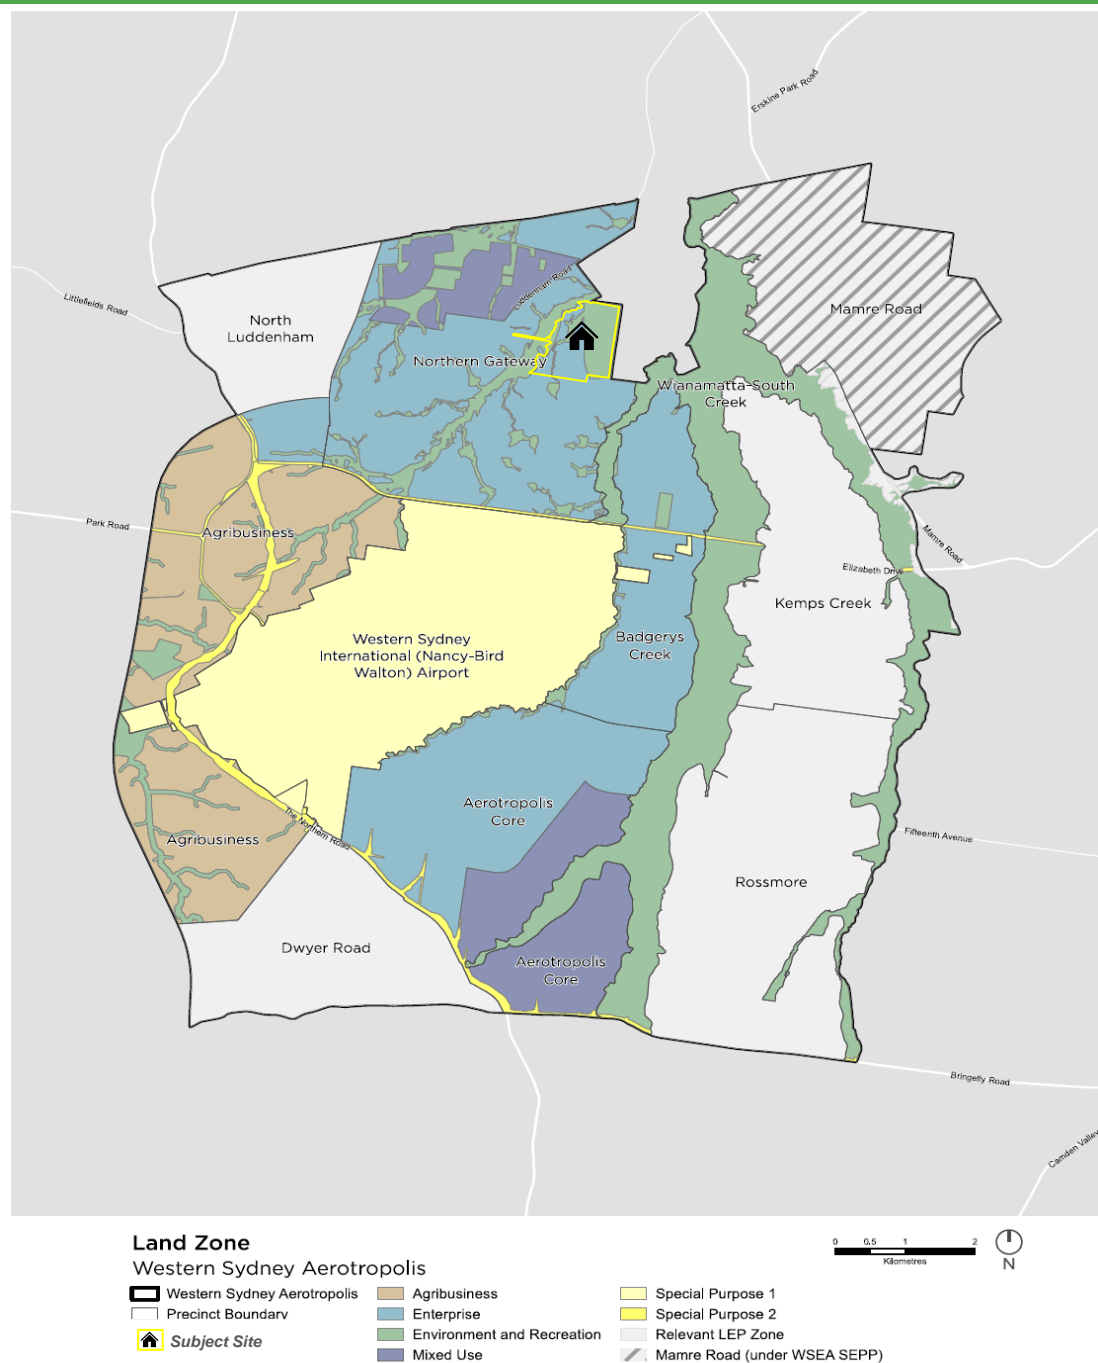 Erskine Park Road
Littlefields Road
North
Luddenham
Luddenham Road
Mamre Road
Northern Gateway
Wianamatta-South
Creek
Park Road
Agribusiness
Mamre Road
Elizabeth Drive
Kemps Creek
Western Sydney
International (Nancy-Bird
Walton) Airport
Badgerys
Creek
Aerotropolis
Core
The Northern Road
Agribusiness
Fifteenth Avenue
Rossmore
Dwyer Road
Aerotropolis
Core
Bringelly Road
Camden Valley
Land Zone
Western Sydney Aerotropolis
Western Sydney Aerotropolis
Precinct Boundary
Subject Site
Agribusiness
Enterprise
Environment and Recreation
Mixed Use
Special Purpose 1
Special Purpose 2
Relevant LEP Zone
Mamre Road (under WSEA SEPP)
0 0.5 1 2
Kilometres
N